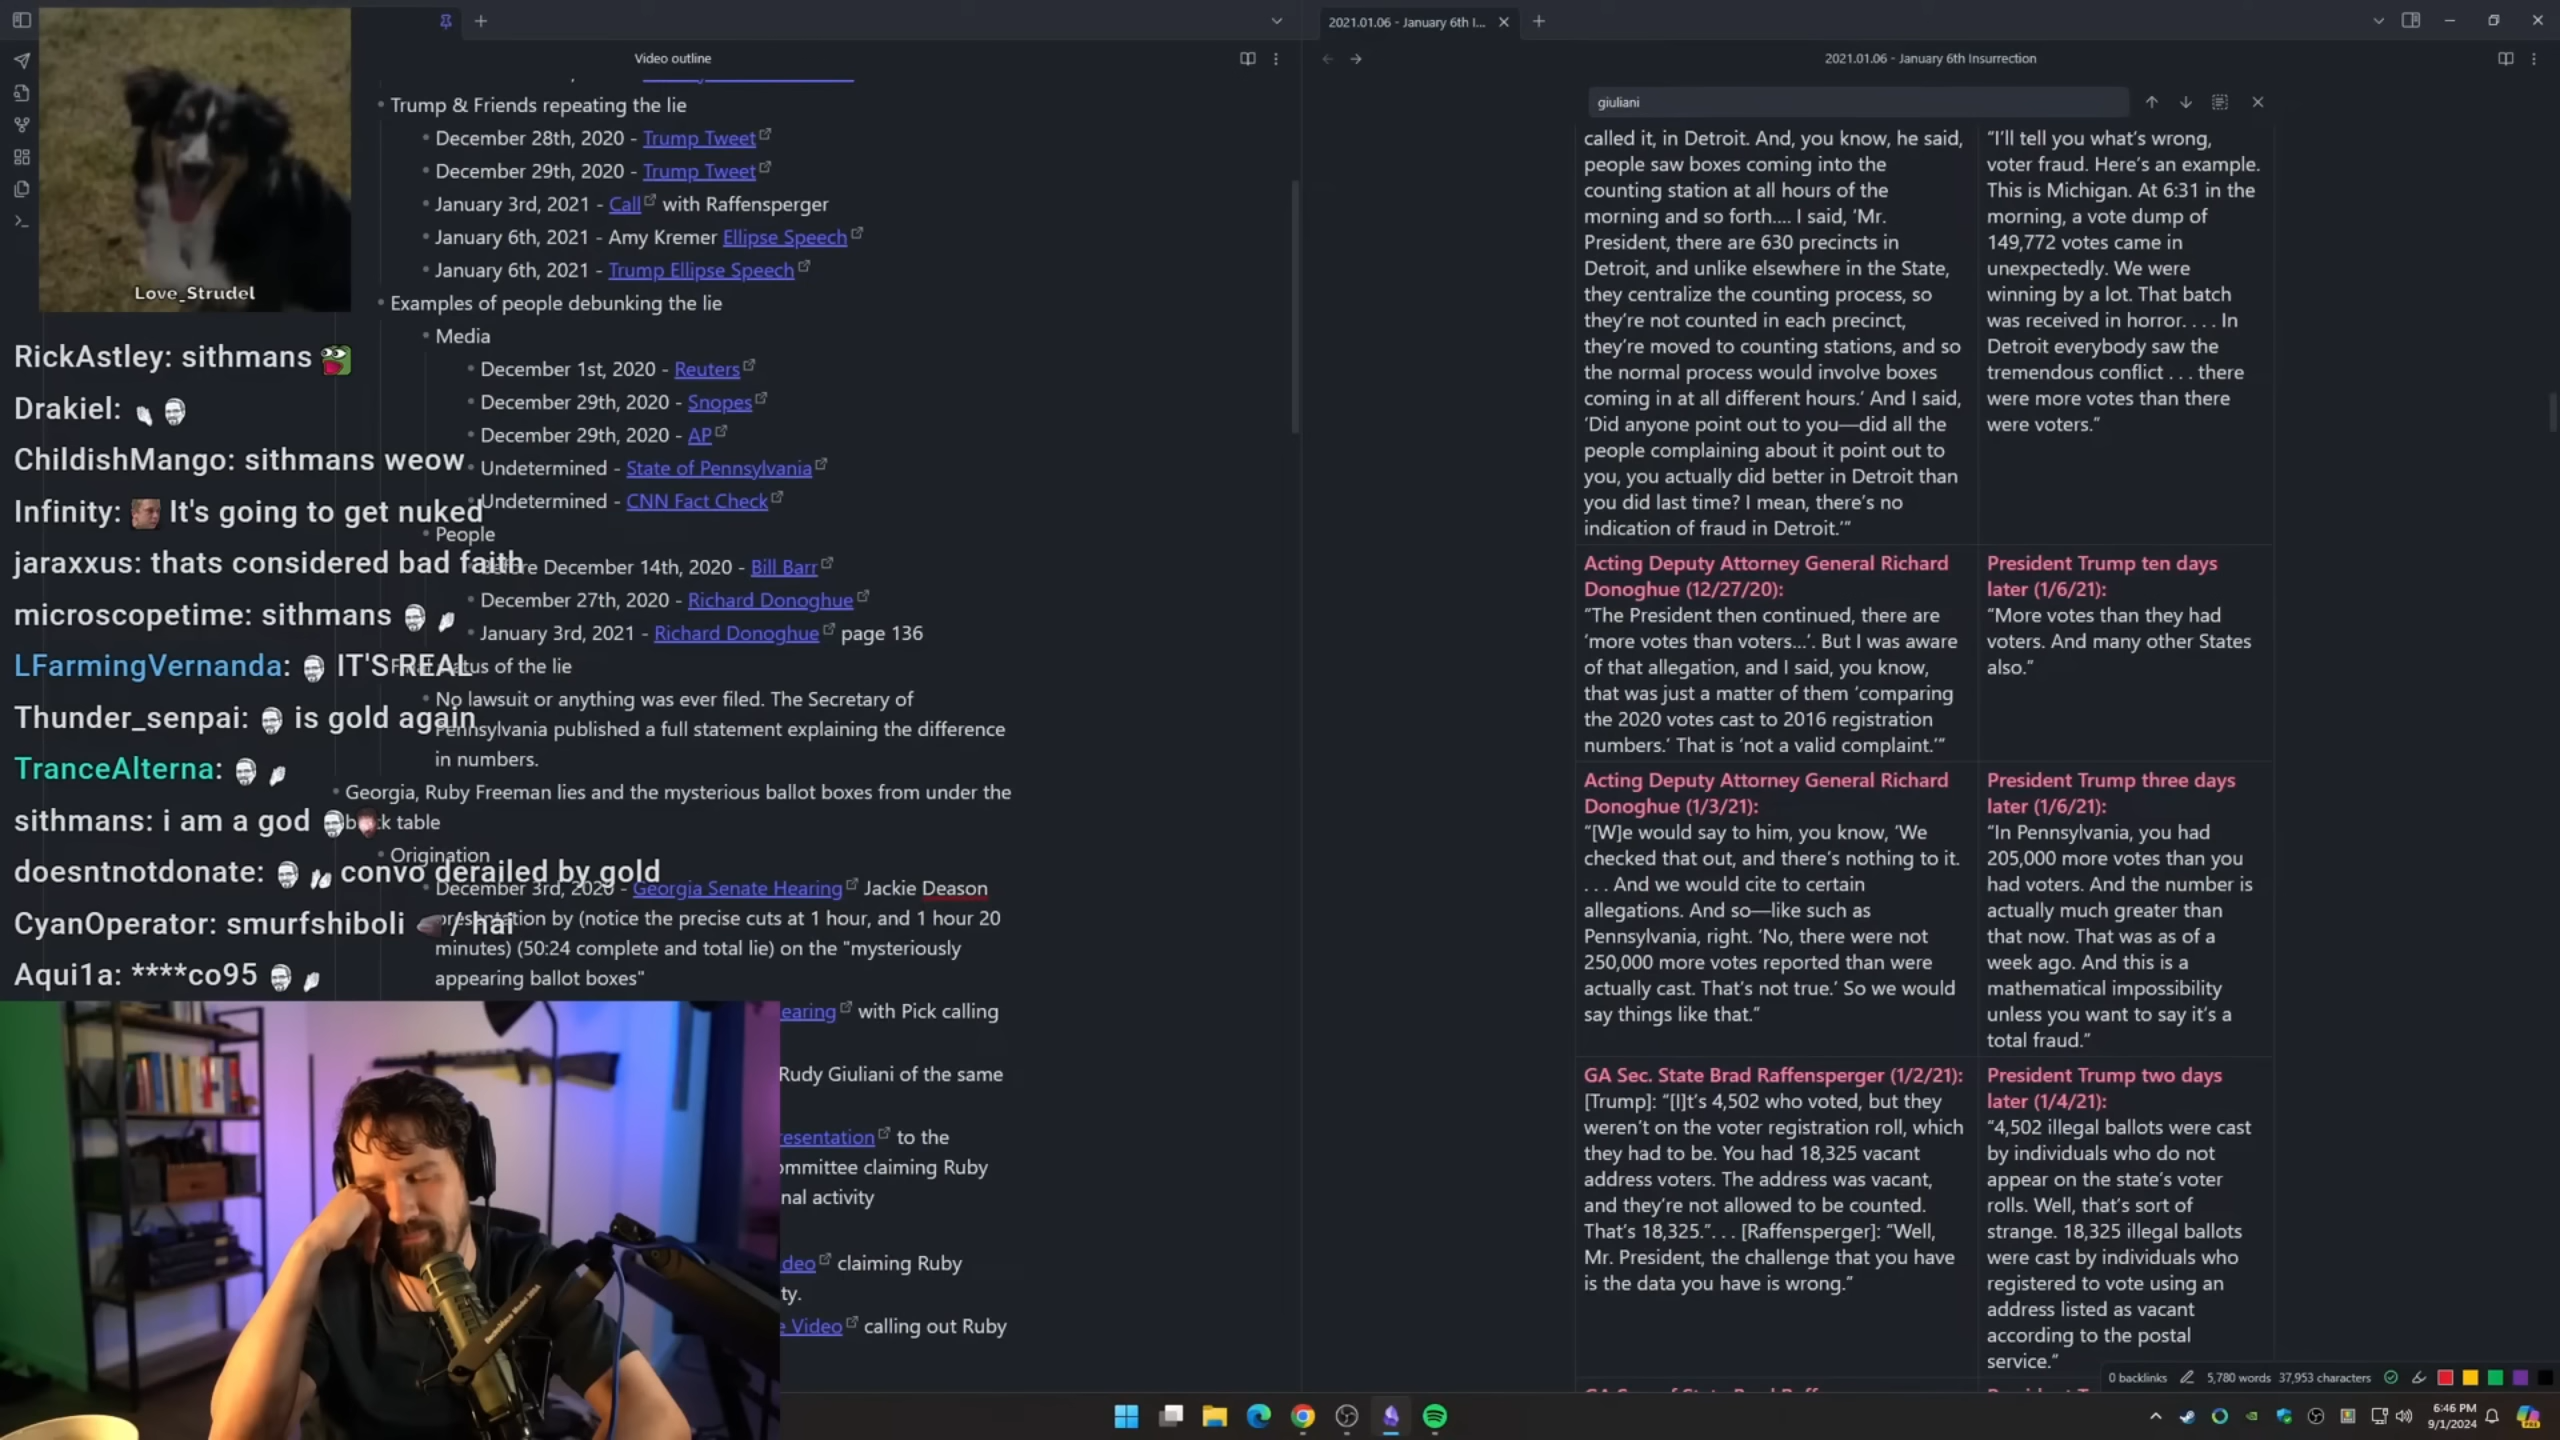 Video outline
Trump & Friends repeating the lie
December 28th, 2020 - Trump Tweet
December 29th, 2020 - Trump Tweet
January 3rd, 2021 - Call with Raffensperger
January 6th, 2021 - Amy Kremer Ellipse Speech
January 6th, 2021 - Trump Ellipse Speech
Examples of people debunking the lie
Media
December 1st, 2020 - Reuters
December 29th, 2020 - Snopes
December 29th, 2020 - AP
Undetermined - State of Pennsylvania
Undetermined - CNN Fact Check
People
Before December 14th, 2020 - Bill Barr
December 27th, 2020 - Richard Donoghue
January 3rd, 2021 - Richard Donoghue page 136
status of the lie
No lawsuit or anything was ever filed. The Secretary of
Pennsylvania published a full statement explaining the difference
in numbers.
Georgia, Ruby Freeman lies and the mysterious ballot boxes from under the
table
Origination
December 3rd, 2020 - Georgia Senate Hearing Jackie Deason
presentation by (notice the precise cuts at 1 hour, and 1 hour 20
minutes) (50:24 complete and total lie) on the "mysteriously
appearing ballot boxes"
earing with Pick calling
Rudy Giuliani of the same
resentation to the
ommittee claiming Ruby
nal activity
deo claiming Ruby
ty.
e Video calling out Ruby
Love_Strudel
RickAstley: sithmans
Drakiel:
ChildishMango: sithmans weow
Infinity: It's going to get nuked
jaraxxus: thats considered bad faith
microscopetime: sithmans
LFarmingVernanda: IT'S REAL
Thunder_senpai: is gold again
TranceAlterna:
sithmans: i am a god
doesntnotdonate: convo derailed by gold
CyanOperator: smurfshiboli / hai
Aqui1a: ****co95
2021.01.06 - January 6th I...
2021.01.06 - January 6th Insurrection
giuliani
called it, in Detroit. And, you know, he said,
people saw boxes coming into the
counting station at all hours of the
morning and so forth.... I said, ‘Mr.
President, there are 630 precincts in
Detroit, and unlike elsewhere in the State,
they centralize the counting process, so
they’re not counted in each precinct,
they’re moved to counting stations, and so
the normal process would involve boxes
coming in at all different hours.’ And I said,
‘Did anyone point out to you—did all the
people complaining about it point out to
you, you actually did better in Detroit than
you did last time? I mean, there’s no
indication of fraud in Detroit.’”
“I’ll tell you what’s wrong,
voter fraud. Here’s an example.
This is Michigan. At 6:31 in the
morning, a vote dump of
149,772 votes came in
unexpectedly. We were
winning by a lot. That batch
was received in horror. . . . In
Detroit everybody saw the
tremendous conflict . . . there
were more votes than there
were voters.”
Acting Deputy Attorney General Richard
Donoghue (12/27/20):
“The President then continued, there are
‘more votes than voters...’. But I was aware
of that allegation, and I said, you know,
that was just a matter of them ‘comparing
the 2020 votes cast to 2016 registration
numbers.’ That is ‘not a valid complaint.’”
President Trump ten days
later (1/6/21):
“More votes than they had
voters. And many other States
also.”
Acting Deputy Attorney General Richard
Donoghue (1/3/21):
“[W]e would say to him, you know, ‘We
checked that out, and there’s nothing to it.
. . . And we would cite to certain
allegations. And so—like such as
Pennsylvania, right. ‘No, there were not
250,000 more votes reported than were
actually cast. That’s not true.’ So we would
say things like that.”
President Trump three days
later (1/6/21):
“In Pennsylvania, you had
205,000 more votes than you
had voters. And the number is
actually much greater than
that now. That was as of a
week ago. And this is a
mathematical impossibility
unless you want to say it’s a
total fraud.”
GA Sec. State Brad Raffensperger (1/2/21):
[Trump]: “[I]t’s 4,502 who voted, but they
weren’t on the voter registration roll, which
they had to be. You had 18,325 vacant
address voters. The address was vacant,
and they’re not allowed to be counted.
That’s 18,325.”. . . [Raffensperger]: “Well,
Mr. President, the challenge that you have
is the data you have is wrong.”
President Trump two days
later (1/4/21):
“4,502 illegal ballots were cast
by individuals who do not
appear on the state’s voter
rolls. Well, that’s sort of
strange. 18,325 illegal ballots
were cast by individuals who
registered to vote using an
address listed as vacant
according to the postal
service.”
0 backlinks 5,780 words 37,953 characters
6:46 PM
9/1/2024